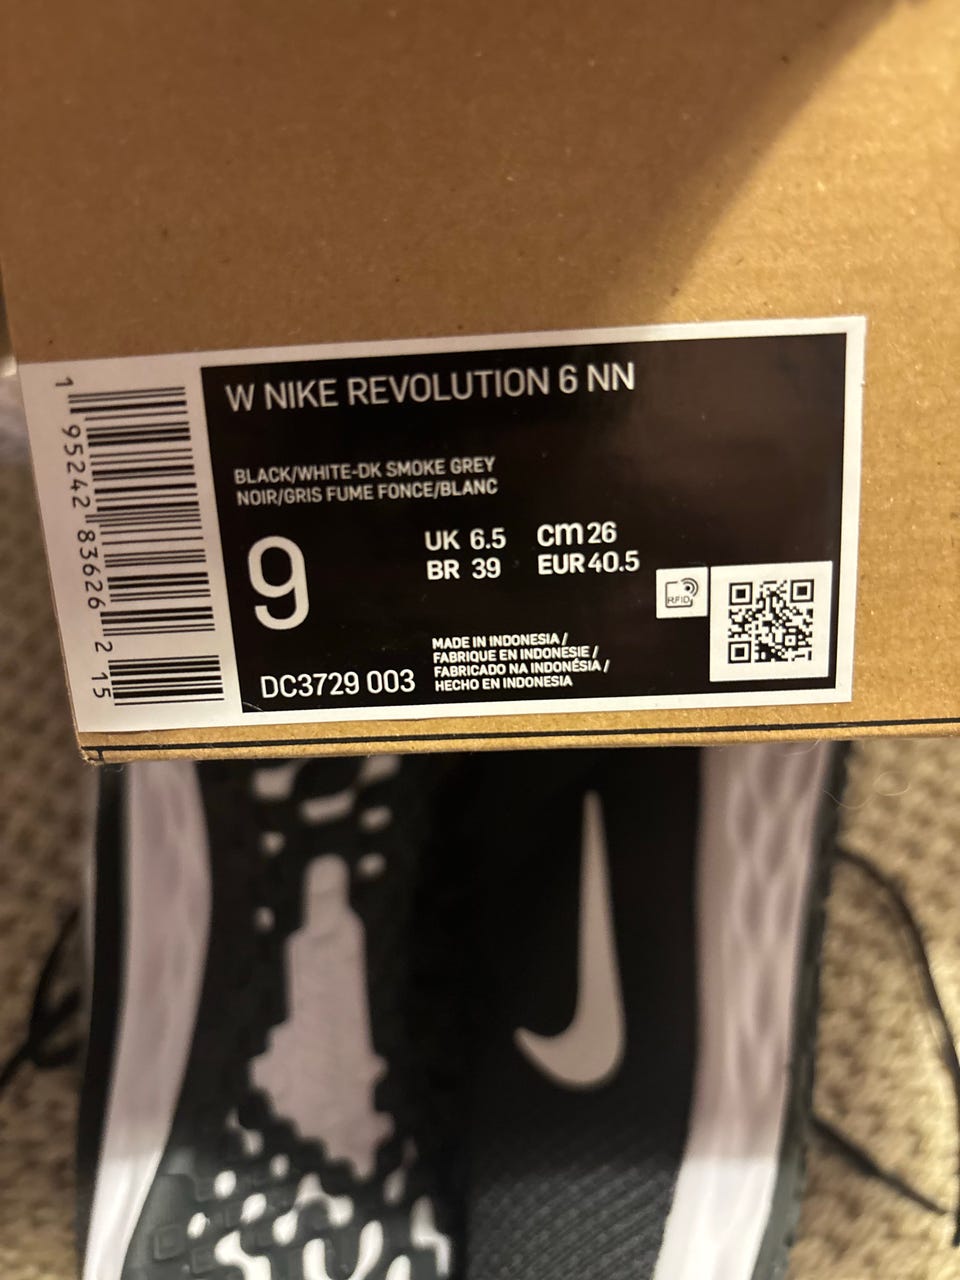 W NIKE REVOLUTION 6 NN
BLACK/WHITE-DK SMOKE GREY
NOIR/GRIS FUME FONCE/BLANC
9
UK 6.5 cm 26
BR 39 EUR 40.5
RFID
MADE IN INDONESIA /
FABRIQUE EN INDONESIE /
FABRICADO NA INDONÉSIA /
HECHO EN INDONESIA
DC3729 003
1 95242 83626 2 15